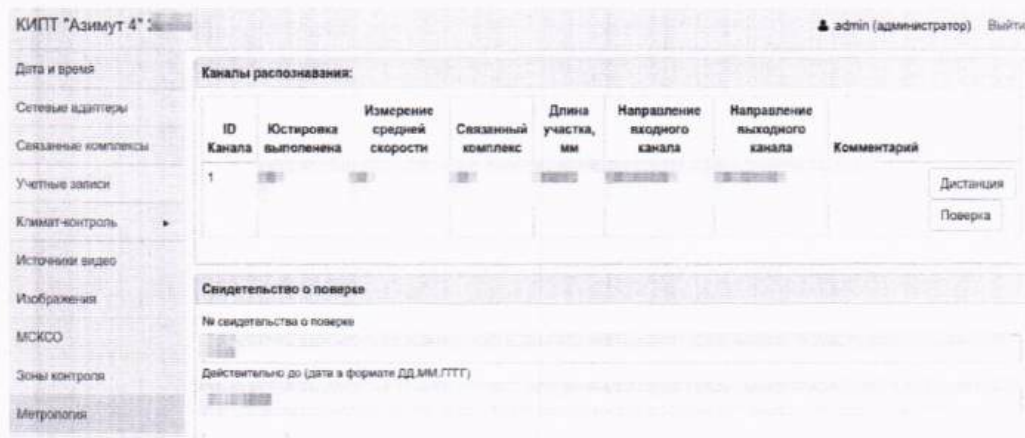 КИПТ "Азимут 4"
admin (администратор) Выйти
Дата и время
Сетевые адаптеры
Связанные комплексы
Учетные записи
Климат-контроль
Источники видео
Изображения
МСКСО
Зоны контроля
Метрология
Каналы распознавания:
ID Канала
Юстировка выполенена
Измерение средней скорости
Связанный комплекс
Длина участка, мм
Направление входного канала
Направление выходного канала
Комментарий
1
Дистанция
Поверка
Свидетельство о поверке
№ свидетельства о поверке
Действительно до (дата в формате ДД.ММ.ГГГГ)